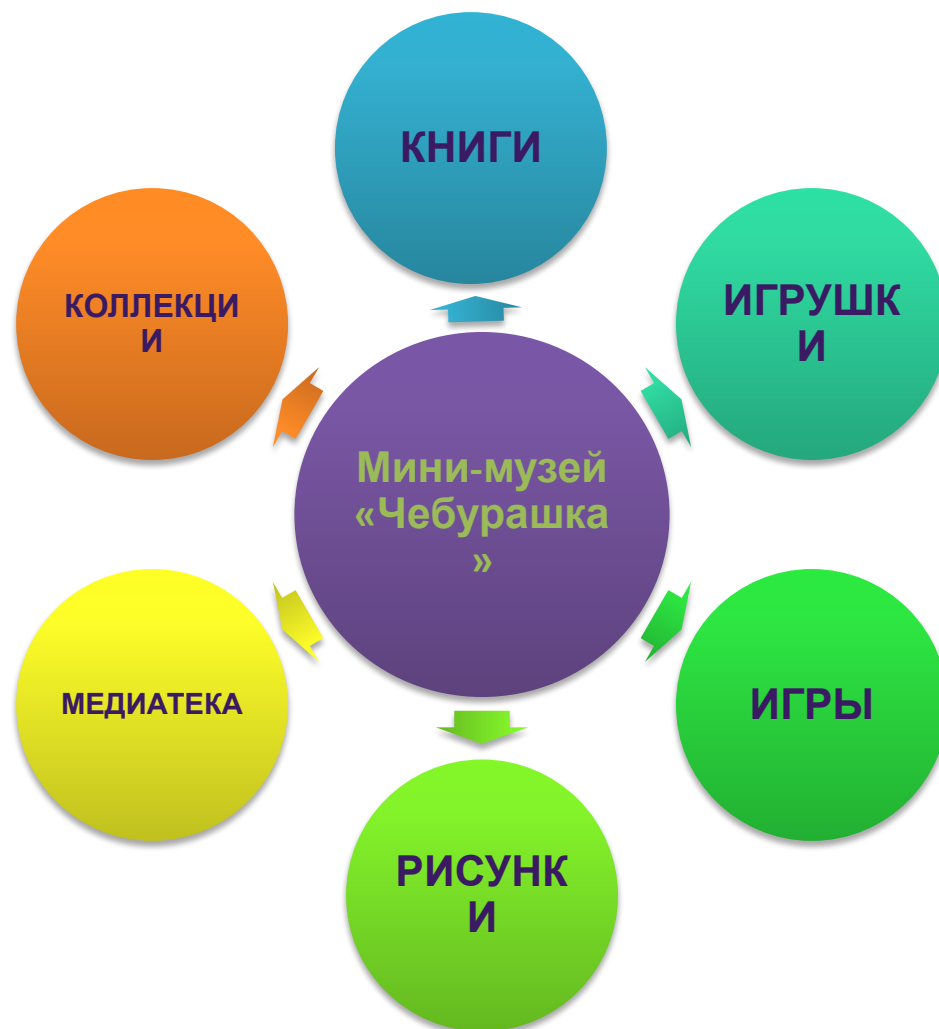 КНИГИ
КОЛЛЕКЦИ
И
ИГРУШК
И
Мини-музей
«Чебурашка
»
МЕДИАТЕКА
ИГРЫ
РИСУНК
И